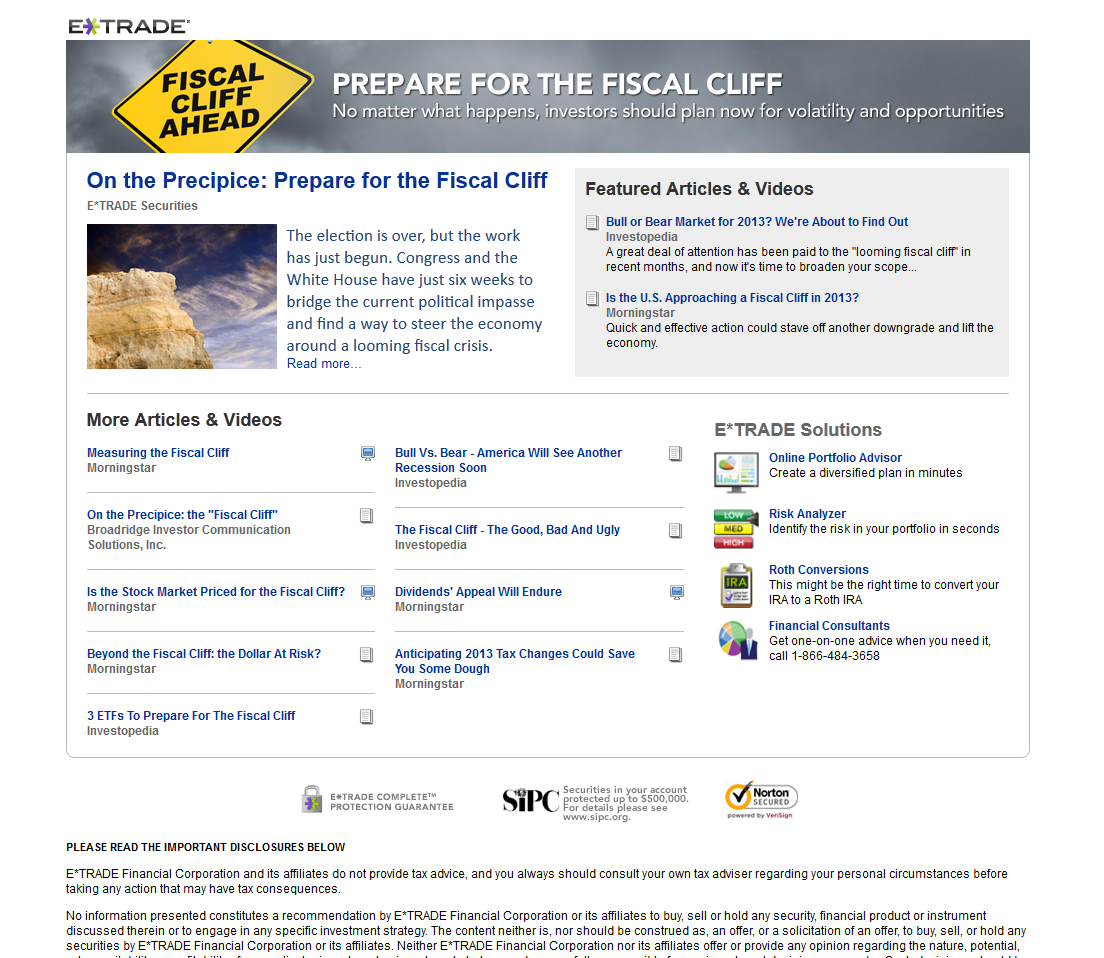 E*TRADE
FISCAL
CLIFF
AHEAD
PREPARE FOR THE FISCAL CLIFF
No matter what happens, investors should plan now for volatility and opportunities
On the Precipice: Prepare for the Fiscal Cliff
E*TRADE Securities
The election is over, but the work
has just begun. Congress and the
White House have just six weeks to
bridge the current political impasse
and find a way to steer the economy
around a looming fiscal crisis.
Read more...
Featured Articles & Videos
Bull or Bear Market for 2013? We're About to Find Out
Investopedia
A great deal of attention has been paid to the "looming fiscal cliff" in
recent months, and now it's time to broaden your scope...
Is the U.S. Approaching a Fiscal Cliff in 2013?
Morningstar
Quick and effective action could stave off another downgrade and lift the
economy.
More Articles & Videos
Measuring the Fiscal Cliff
Morningstar
On the Precipice: the "Fiscal Cliff"
Broadridge Investor Communication
Solutions, Inc.
Is the Stock Market Priced for the Fiscal Cliff?
Morningstar
Beyond the Fiscal Cliff: the Dollar At Risk?
Morningstar
3 ETFs To Prepare For The Fiscal Cliff
Investopedia
Bull Vs. Bear - America Will See Another
Recession Soon
Investopedia
The Fiscal Cliff - The Good, Bad And Ugly
Investopedia
Dividends' Appeal Will Endure
Morningstar
Anticipating 2013 Tax Changes Could Save
You Some Dough
Morningstar
E*TRADE Solutions
Online Portfolio Advisor
Create a diversified plan in minutes
LOW
MED
HIGH
Risk Analyzer
Identify the risk in your portfolio in seconds
IRA
Roth Conversions
This might be the right time to convert your
IRA to a Roth IRA
Financial Consultants
Get one-on-one advice when you need it,
call 1-866-484-3658
E*TRADE COMPLETE™
PROTECTION GUARANTEE
SiPC
Securities in your account
protected up to $500,000.
For details please see
www.sipc.org.
Norton
SECURED
powered by VeriSign
PLEASE READ THE IMPORTANT DISCLOSURES BELOW
E*TRADE Financial Corporation and its affiliates do not provide tax advice, and you always should consult your own tax adviser regarding your personal circumstances before
taking any action that may have tax consequences.
No information presented constitutes a recommendation by E*TRADE Financial Corporation or its affiliates to buy, sell or hold any security, financial product or instrument
discussed therein or to engage in any specific investment strategy. The content neither is, nor should be construed as, an offer, or a solicitation of an offer, to buy, sell, or hold any
securities by E*TRADE Financial Corporation or its affiliates. Neither E*TRADE Financial Corporation nor its affiliates offer or provide any opinion regarding the nature, potential,